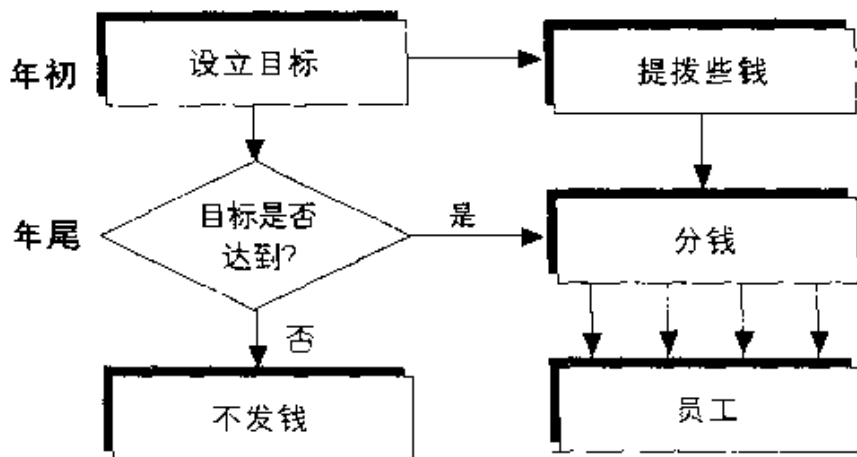 年初
设立目标
提拨些钱
年尾
目标是否
达到?
是
分钱
否
不发钱
员工